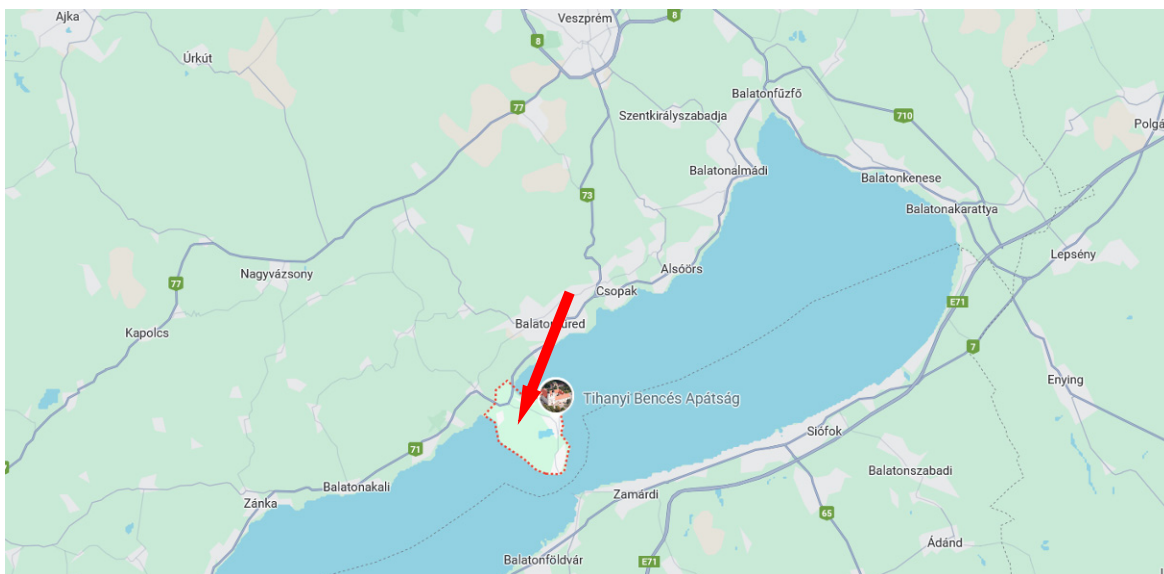 Ajka
Veszprém
8
8
Úrkút
77
Balatonfűzfő
Szentkirályszabadja
710
Polgá
Balatonalmádi
Balatonkenese
73
Balatonakarattya
Lepsény
Alsóörs
Nagyvázsony
77
Csopak
E71
Balatonfüred
Kapolcs
7
Enying
Tihanyi Bencés Apátság
Siófok
71
Balatonszabadi
Balatonakali
Zánka
Zamárdi
65
Ádánd
Balatonföldvár
E71